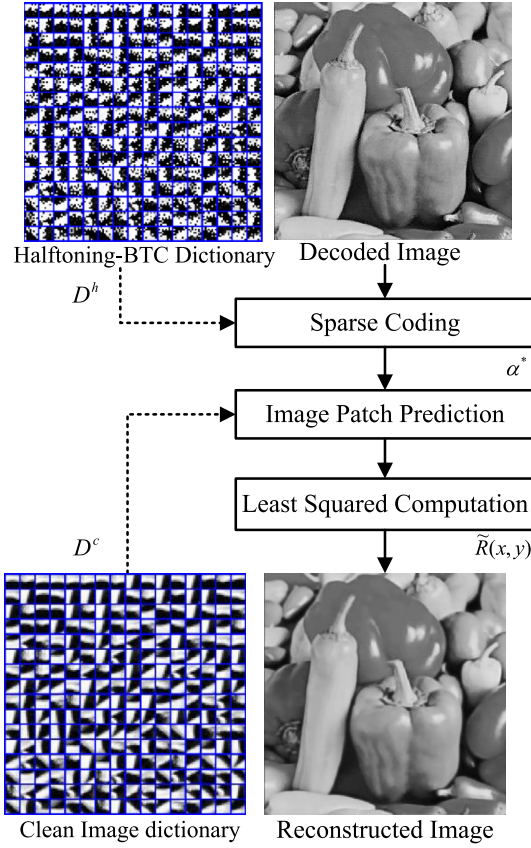 Halftoning-BTC Dictionary
Decoded Image
D^h
Sparse Coding
α^*
Image Patch Prediction
Least Squared Computation
D^c
R̃(x, y)
Clean Image dictionary
Reconstructed Image